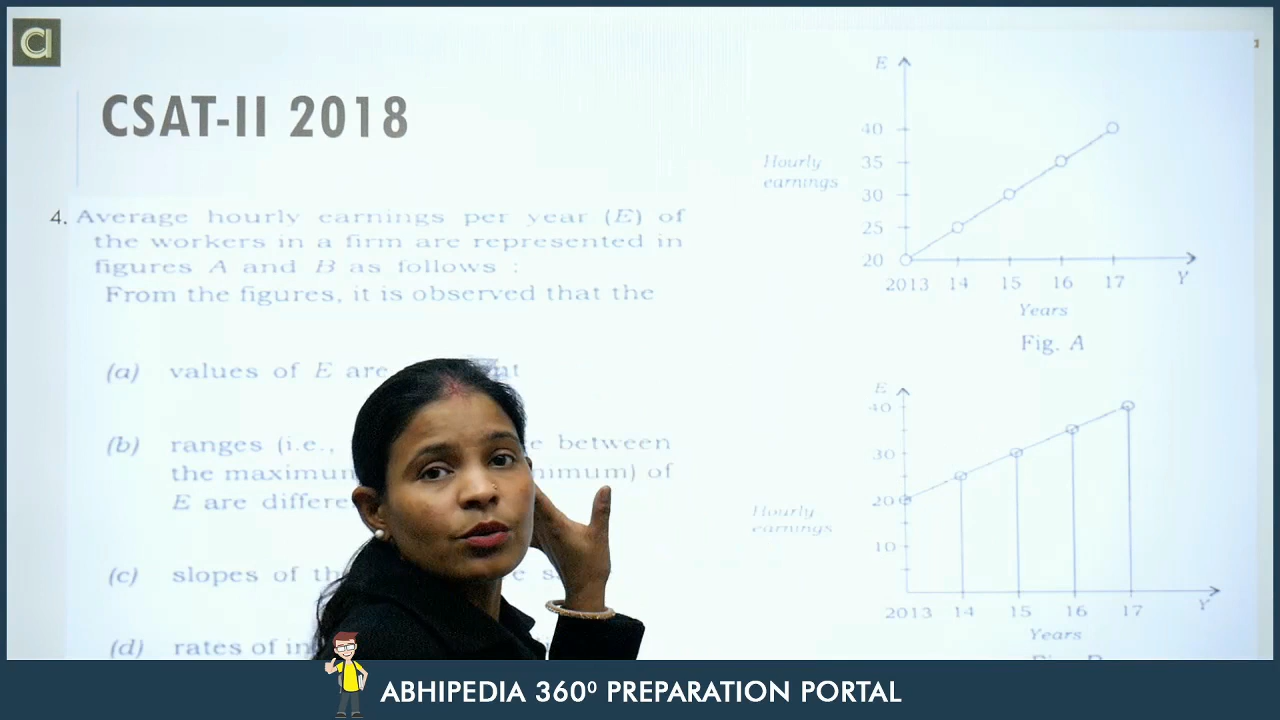 CSAT-II 2018
4. Average hourly earnings per year (E) of
the workers in a firm are represented in
figures A and B as follows :
From the figures, it is observed that the
(a) values of E are
(b) ranges (i.e., between
the maximum of
E are
(c) slopes of
(d) rates of
E
40
35
30
25
20
Hourly
earnings
2013 14 15 16 17 Y
Years
Fig. A
E
40
30
20
10
Hourly
earnings
2013 14 15 16 17 Y
Years
ABHIPEDIA 360⁰ PREPARATION PORTAL